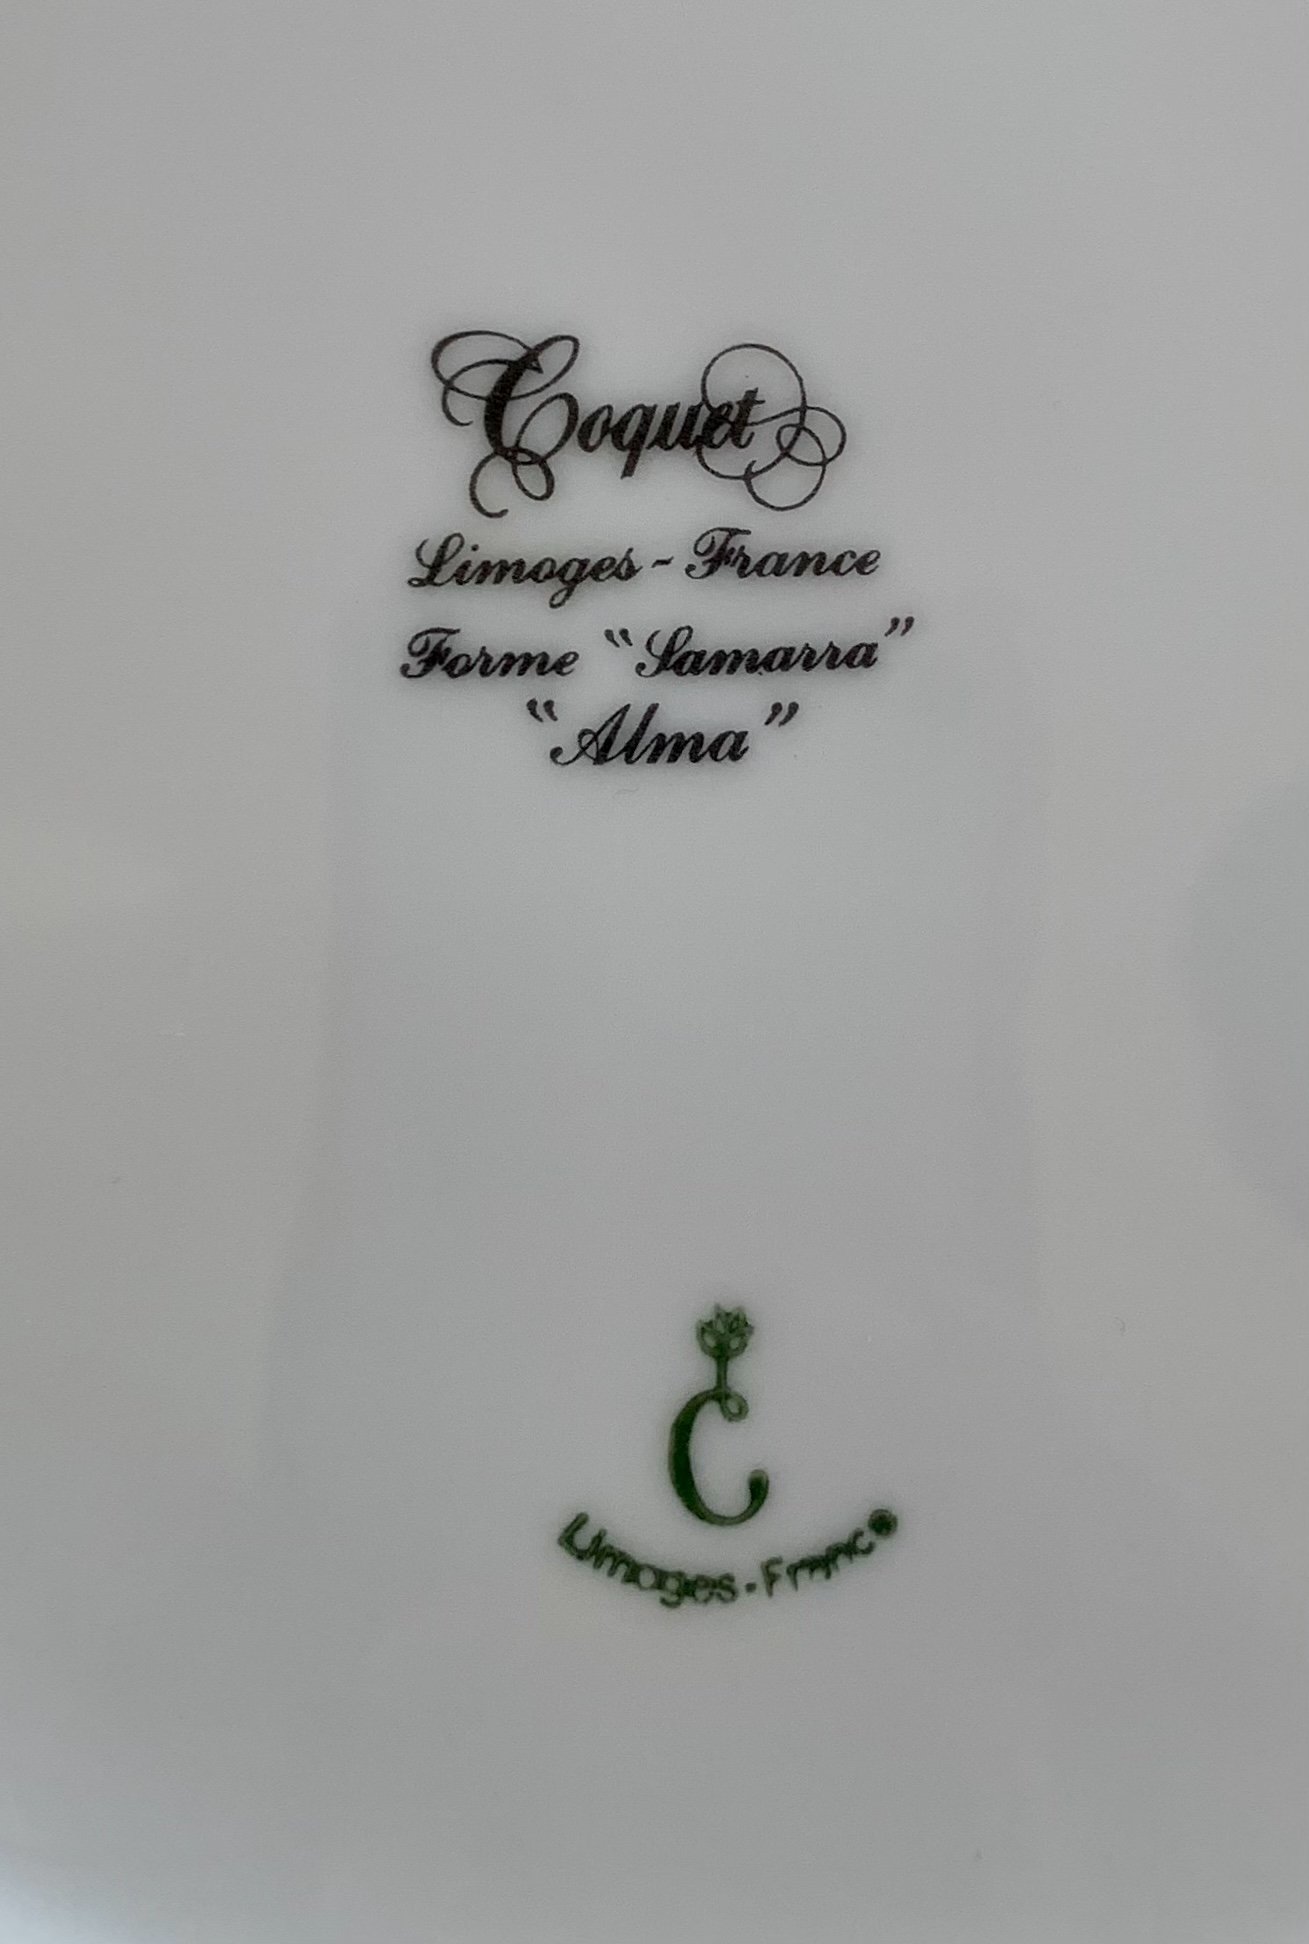 Coquet
Limoges - France
Forme “Samarra”
“Alma”
C
Limoges - France